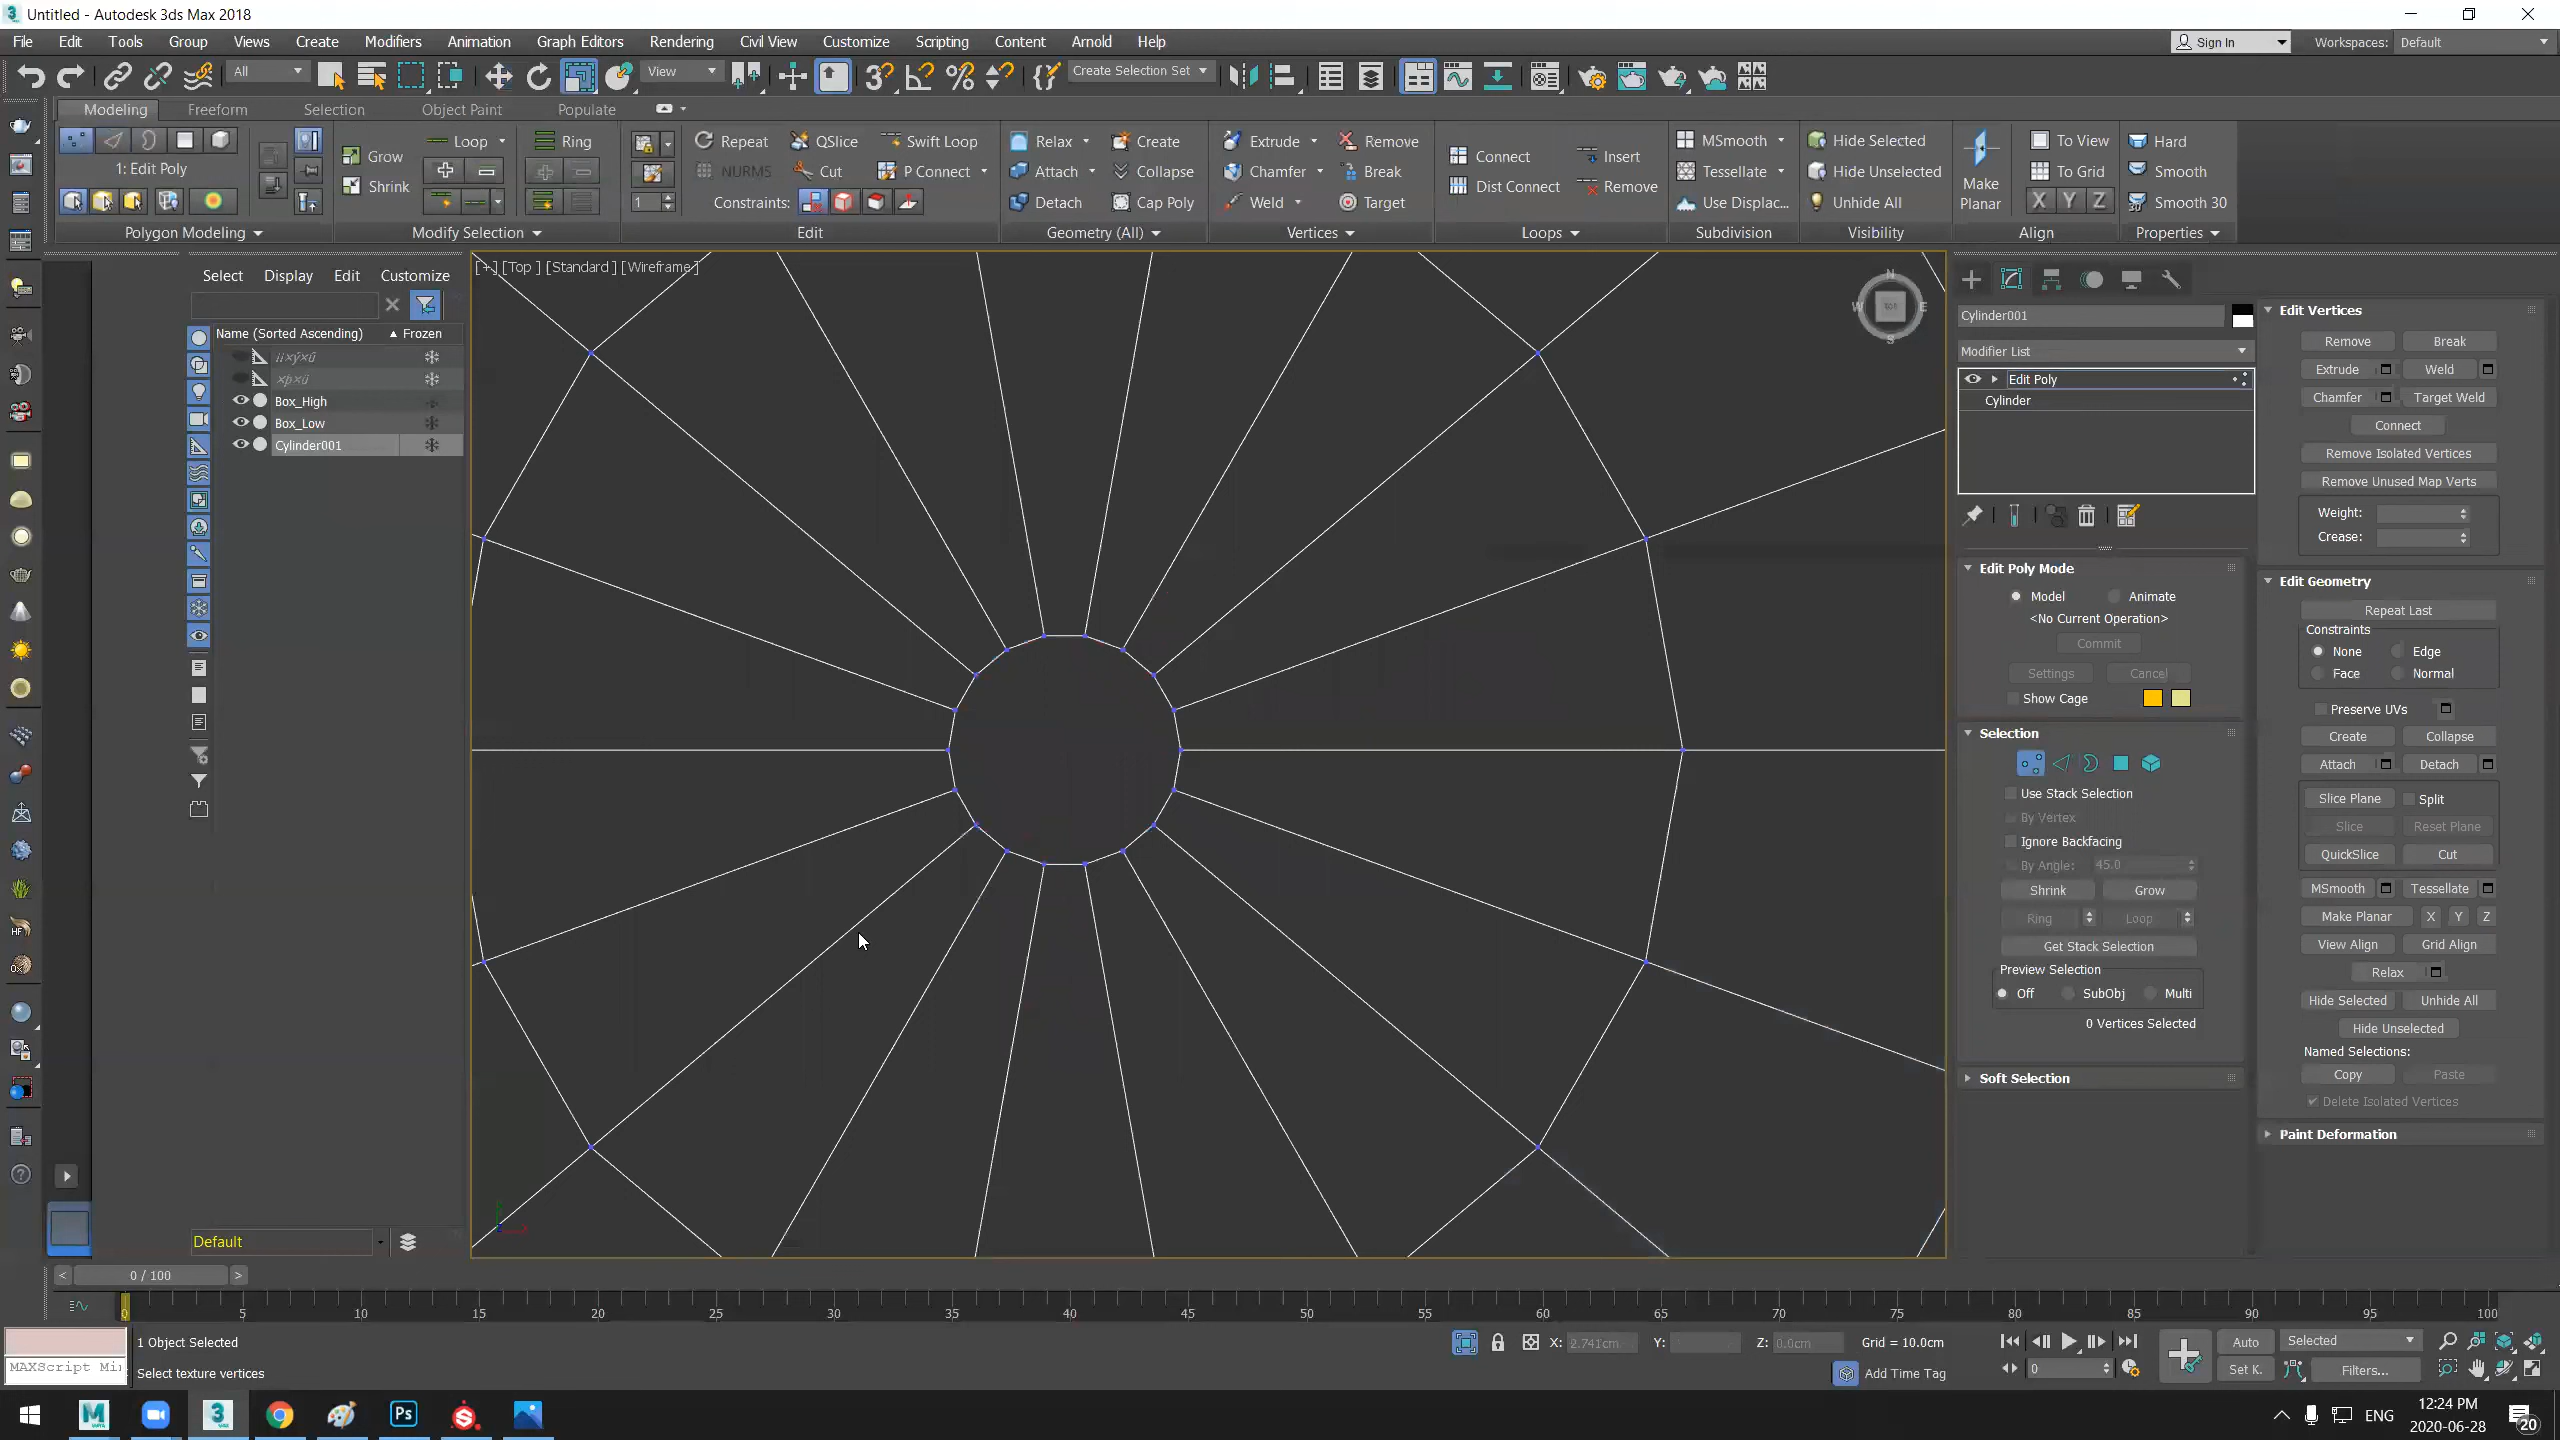 Untitled - Autodesk 3ds Max 2018
File Edit Tools Group Views Create Modifiers Animation Graph Editors Rendering Civil View Customize Scripting Content Arnold Help
Sign In Workspaces: Default
All View Create Selection Set
Modeling Freeform Selection Object Paint Populate
Loop Ring Repeat QSlice Swift Loop Relax Create Extrude Remove MSmooth Hide Selected To View Hard
Grow Connect Insert
1: Edit Poly NURMS Cut P Connect Attach Collapse Chamfer Break Tessellate Hide Unselected To Grid Smooth
Shrink Dist Connect Remove Make Planar
1 Constraints: Detach Cap Poly Weld Target Use Displac... Unhide All X Y Z Smooth 30
Polygon Modeling Modify Selection Edit Geometry (All) Vertices Loops Subdivision Visibility Align Properties
Select Display Edit Customize
[+] [Top ] [Standard ] [Wireframe ]
Name (Sorted Ascending) Frozen
Box_High
Box_Low
Cylinder001
N
W E
S
Cylinder001
Modifier List
Edit Poly
Cylinder
Edit Poly Mode
Model Animate
<No Current Operation>
Commit
Settings Cancel
Show Cage
Selection
Use Stack Selection
By Vertex
Ignore Backfacing
By Angle: 45.0
Shrink Grow
Ring Loop
Get Stack Selection
Preview Selection
Off SubObj Multi
0 Vertices Selected
Soft Selection
Edit Vertices
Remove Break
Extrude Weld
Chamfer Target Weld
Connect
Remove Isolated Vertices
Remove Unused Map Verts
Weight:
Crease:
Edit Geometry
Repeat Last
Constraints
None Edge
Face Normal
Preserve UVs
Create Collapse
Attach Detach
Slice Plane Split
Slice Reset Plane
QuickSlice Cut
MSmooth Tessellate
Make Planar X Y Z
View Align Grid Align
Relax
Hide Selected Unhide All
Hide Unselected
Named Selections:
Copy Paste
Delete Isolated Vertices
Paint Deformation
Default
< 0 / 100 >
0 5 10 15 20 25 30 35 40 45 50 55 60 65 70 75 80 85 90 95 100
1 Object Selected X: 2.741cm Y: Z: 0.0cm Grid = 10.0cm Auto Selected
MAXScript Mi Select texture vertices Add Time Tag 0 Set K. Filters...
ENG 12:24 PM
2020-06-28
20